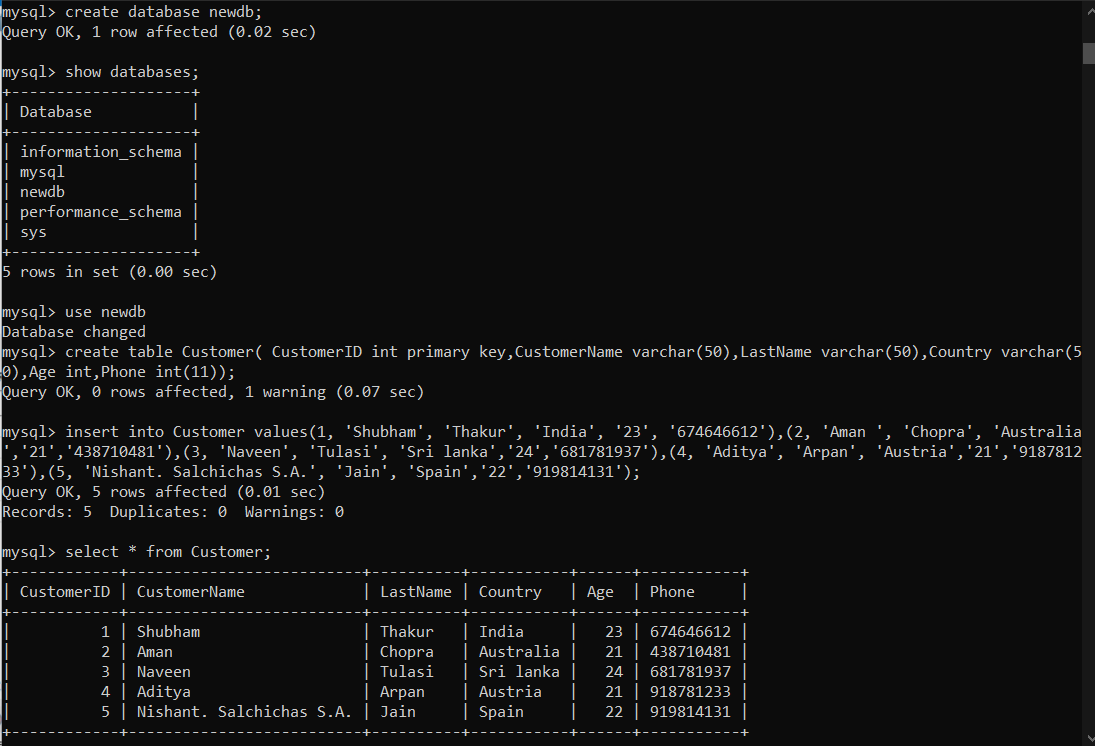 mysql> create database newdb;
Query OK, 1 row affected (0.02 sec)
mysql> show databases;
+--------------------+
| Database           |
+--------------------+
| information_schema |
| mysql              |
| newdb              |
| performance_schema |
| sys                |
+--------------------+
5 rows in set (0.00 sec)
mysql> use newdb
Database changed
mysql> create table Customer( CustomerID int primary key,CustomerName varchar(50),LastName varchar(50),Country varchar(5
0),Age int,Phone int(11));
Query OK, 0 rows affected, 1 warning (0.07 sec)
mysql> insert into Customer values(1, 'Shubham', 'Thakur', 'India', '23', '674646612'),(2, 'Aman ', 'Chopra', 'Australia
','21','438710481'),(3, 'Naveen', 'Tulasi', 'Sri lanka','24','681781937'),(4, 'Aditya', 'Arpan', 'Austria','21','9187812
33'),(5, 'Nishant. Salchichas S.A.', 'Jain', 'Spain','22','919814131');
Query OK, 5 rows affected (0.01 sec)
Records: 5  Duplicates: 0  Warnings: 0
mysql> select * from Customer;
+------------+--------------------------+----------+-----------+------+-----------+
| CustomerID | CustomerName             | LastName | Country   | Age  | Phone     |
+------------+--------------------------+----------+-----------+------+-----------+
|          1 | Shubham                  | Thakur   | India     |   23 | 674646612 |
|          2 | Aman                     | Chopra   | Australia |   21 | 438710481 |
|          3 | Naveen                   | Tulasi   | Sri lanka |   24 | 681781937 |
|          4 | Aditya                   | Arpan    | Austria   |   21 | 918781233 |
|          5 | Nishant. Salchichas S.A. | Jain     | Spain     |   22 | 919814131 |
+------------+--------------------------+----------+-----------+------+-----------+